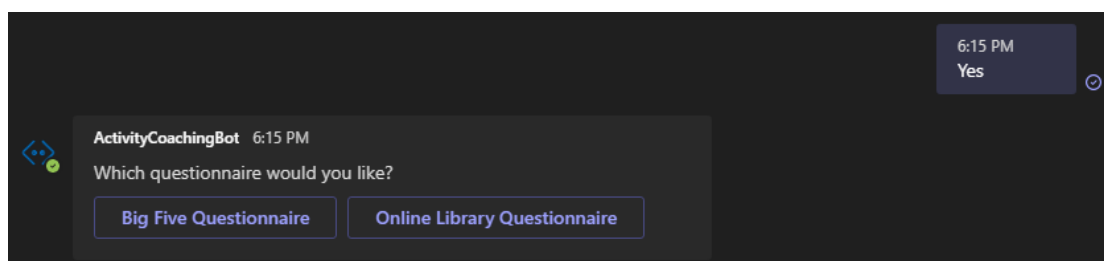 6:15 PM
Yes
ActivityCoachingBot 6:15 PM
Which questionnaire would you like?
Big Five Questionnaire
Online Library Questionnaire